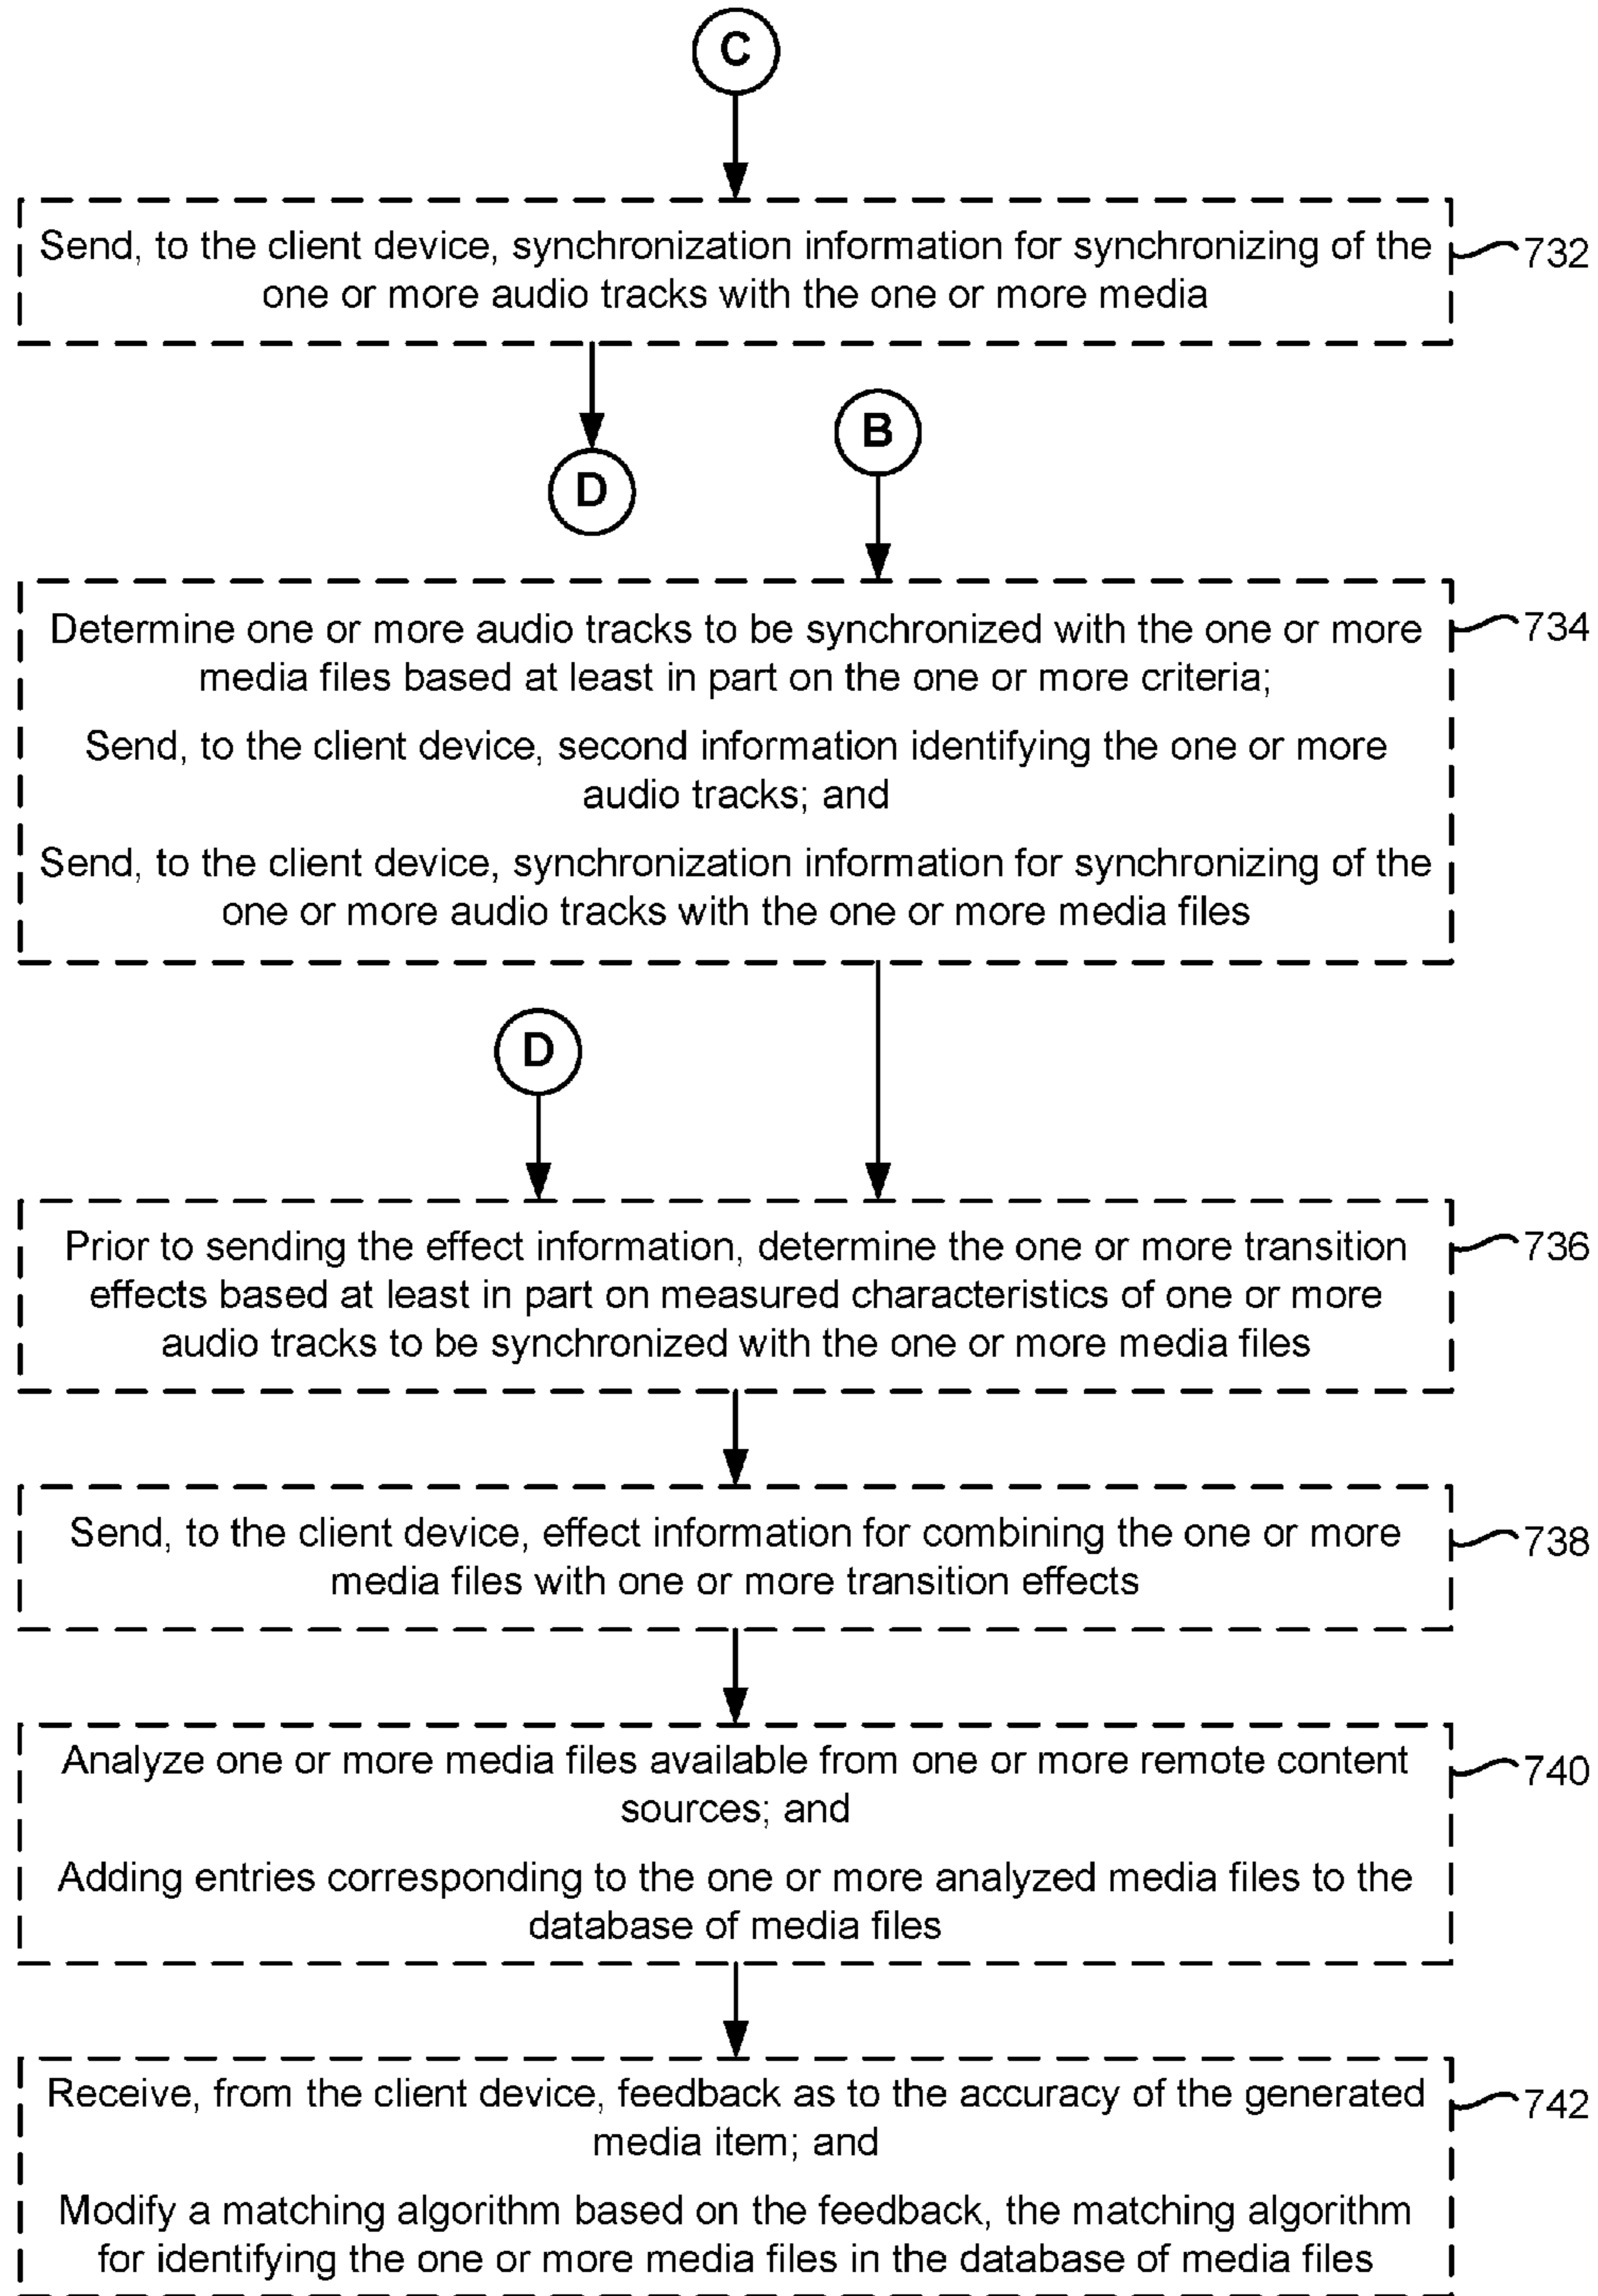 C
Send, to the client device, synchronization information for synchronizing of the
one or more audio tracks with the one or more media
732
D
B
Determine one or more audio tracks to be synchronized with the one or more
media files based at least in part on the one or more criteria;
Send, to the client device, second information identifying the one or more
audio tracks; and
Send, to the client device, synchronization information for synchronizing of the
one or more audio tracks with the one or more media files
734
D
Prior to sending the effect information, determine the one or more transition
effects based at least in part on measured characteristics of one or more
audio tracks to be synchronized with the one or more media files
736
Send, to the client device, effect information for combining the one or more
media files with one or more transition effects
738
Analyze one or more media files available from one or more remote content
sources; and
Adding entries corresponding to the one or more analyzed media files to the
database of media files
740
Receive, from the client device, feedback as to the accuracy of the generated
media item; and
Modify a matching algorithm based on the feedback, the matching algorithm
for identifying the one or more media files in the database of media files
742